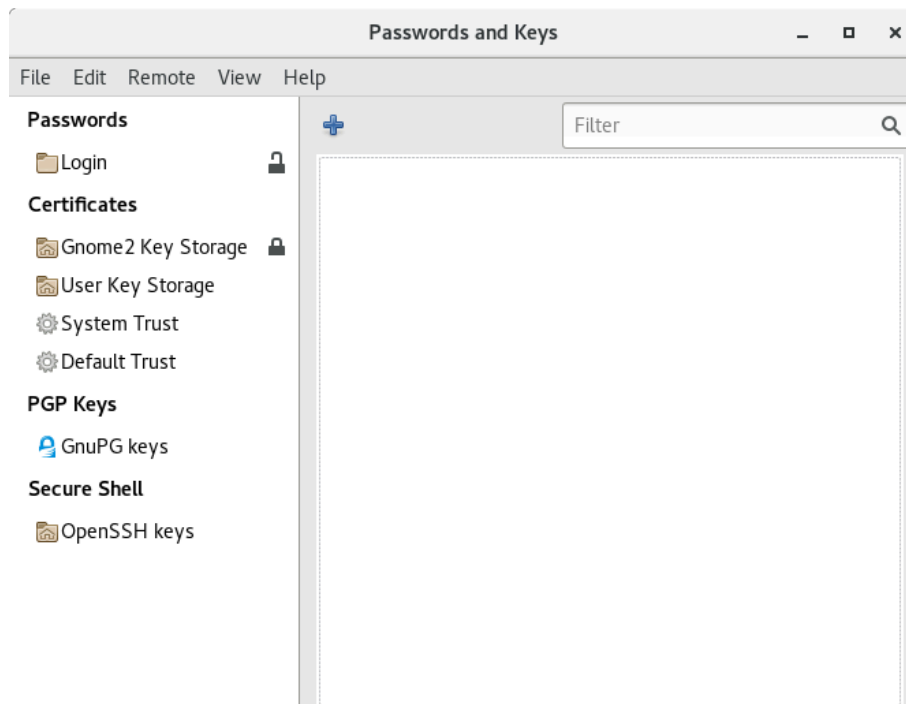 Passwords and Keys
File Edit Remote View Help
Passwords
Filter
Login
Certificates
Gnome2 Key Storage
User Key Storage
System Trust
Default Trust
PGP Keys
GnuPG keys
Secure Shell
OpenSSH keys